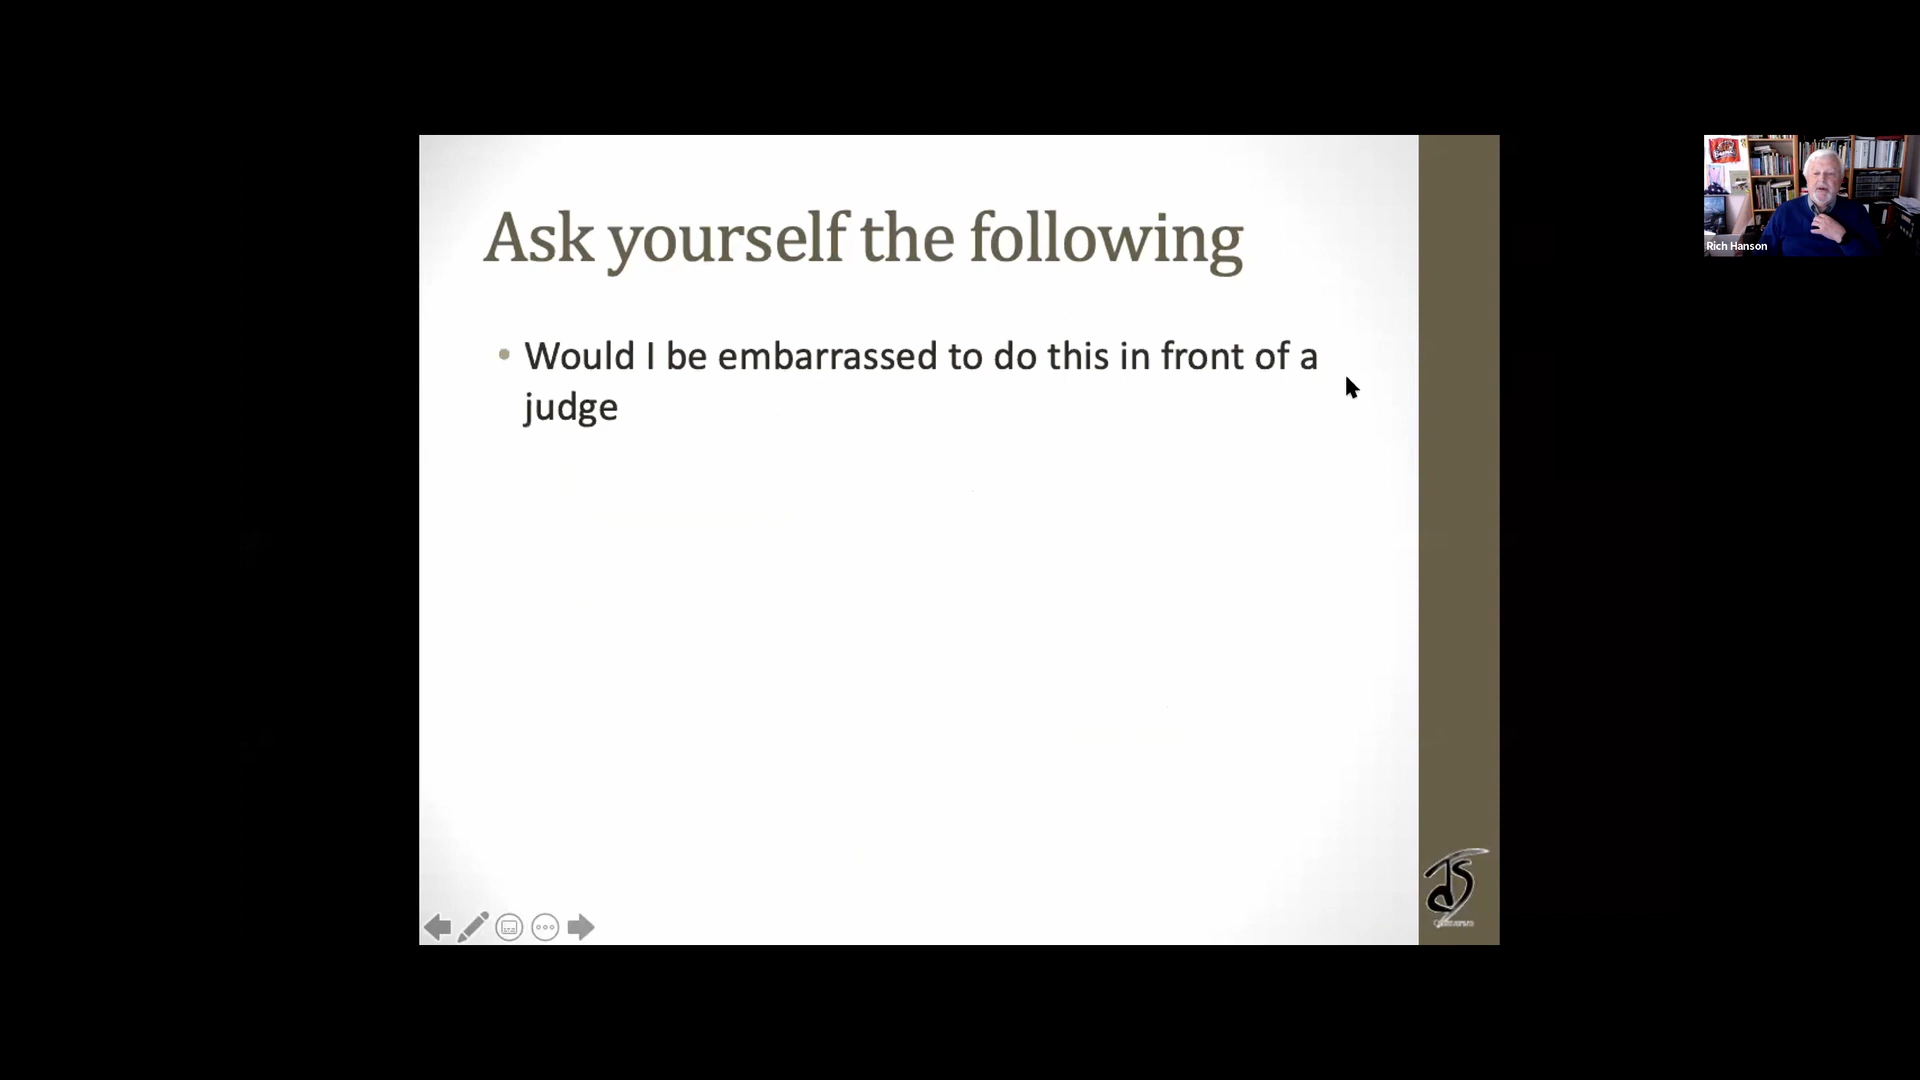 Ask yourself the following
• Would I be embarrassed to do this in front of a
judge
Rich Hanson